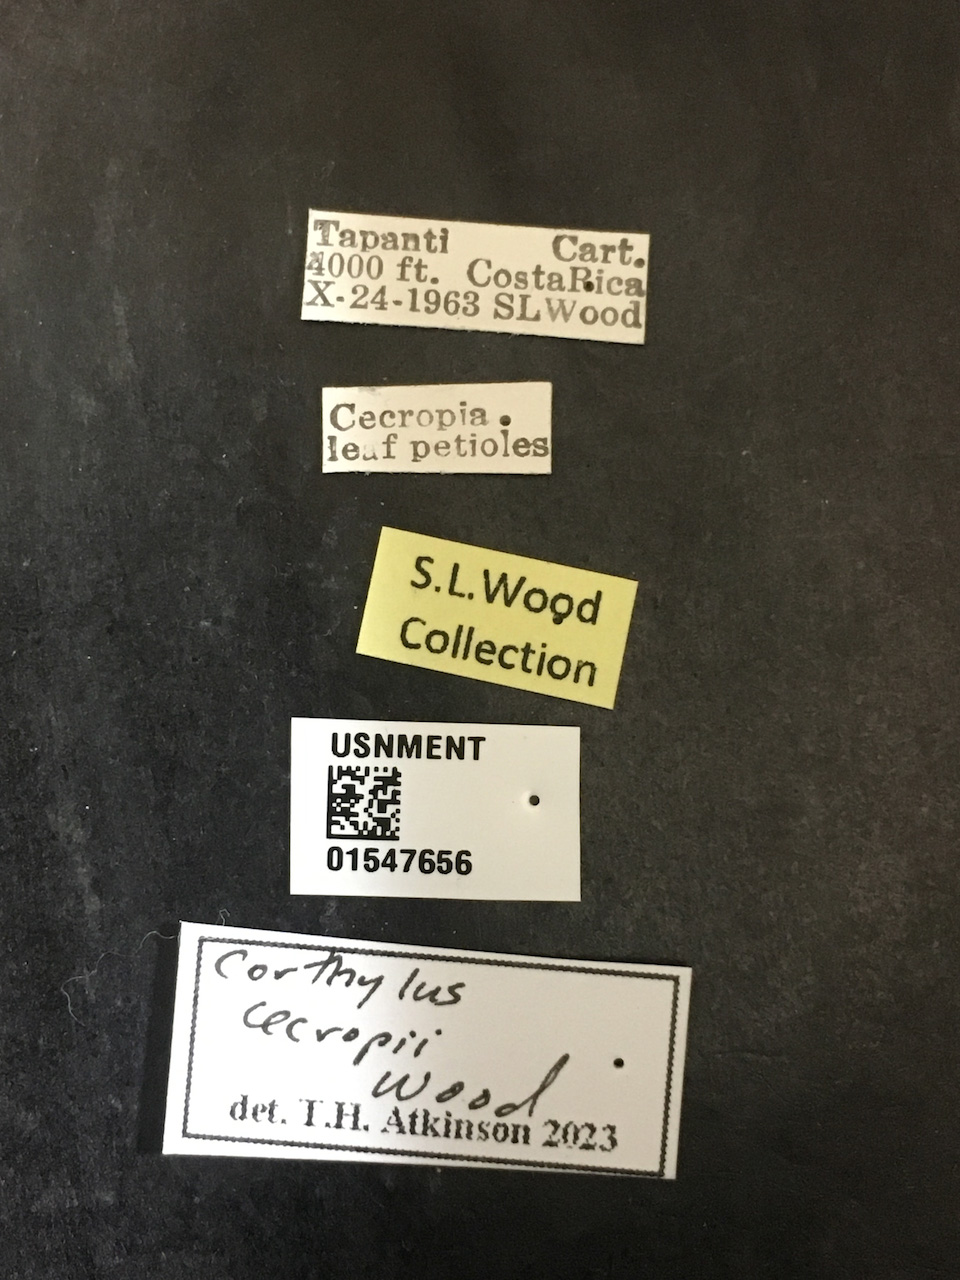 Tapanti Cart.
4000 ft. CostaRica
X-24-1963 SLWood
Cecropia
leaf petioles
S.L.Wood
Collection
USNMENT
01547656
Corthylus
cecropii
Wood
det. T.H. Atkinson 2023